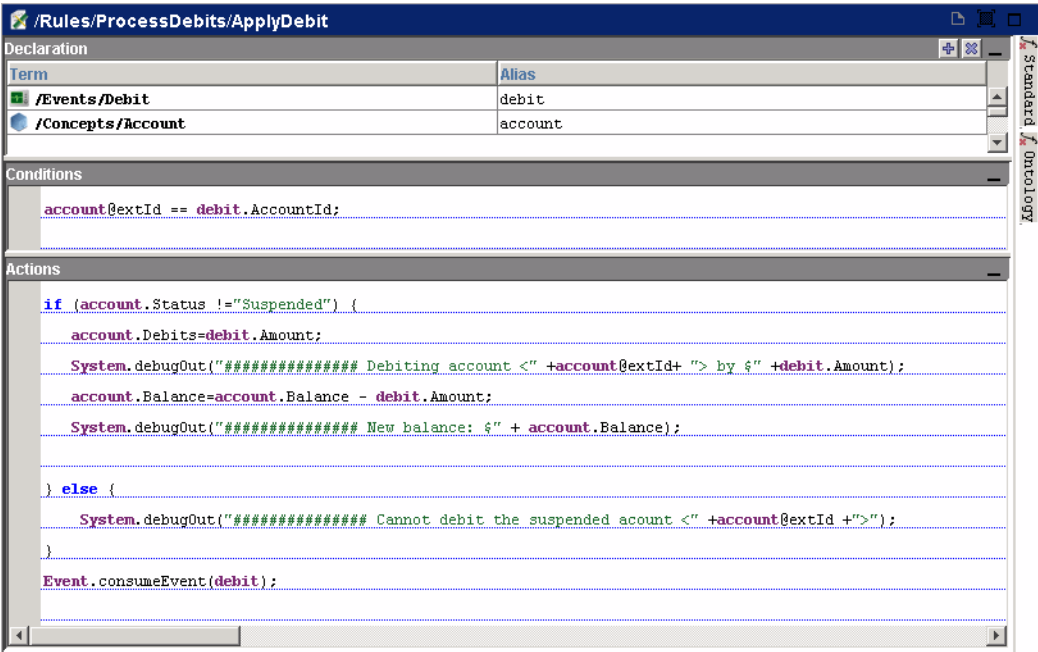 /Rules/ProcessDebits/ApplyDebit
Declaration
Term Alias
/Events/Debit debit
/Concepts/Account account
Conditions
account@extId == debit.AccountId;
Actions
if (account.Status !="Suspended") {
account.Debits=debit.Amount;
System.debugOut("############### Debiting account <" +account@extId+ "> by $" +debit.Amount);
account.Balance=account.Balance - debit.Amount;
System.debugOut("############### New balance: $" + account.Balance);
} else {
System.debugOut("############### Cannot debit the suspended acount <" +account@extId +">");
}
Event.consumeEvent(debit);
Standard
Ontology